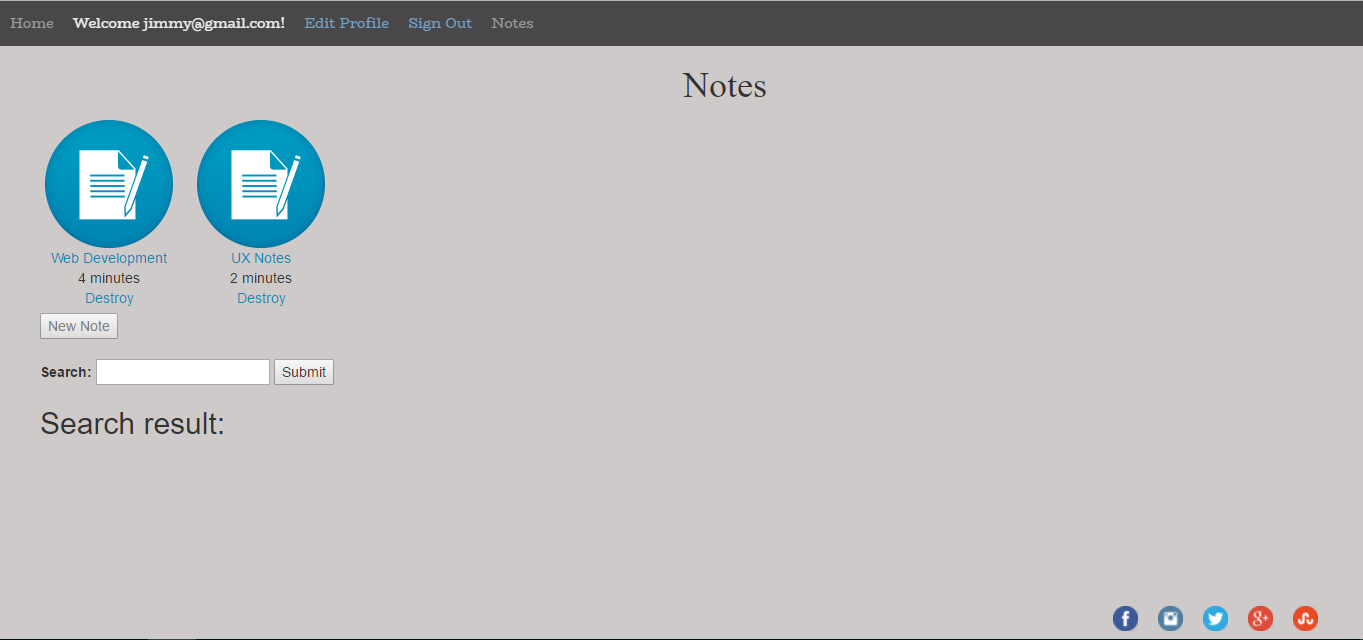 Home Welcome jimmy@gmail.com! Edit Profile Sign Out Notes
Notes
Web Development UX Notes
4 minutes 2 minutes
Destroy Destroy
New Note
Search: Submit
Search result:
f g+